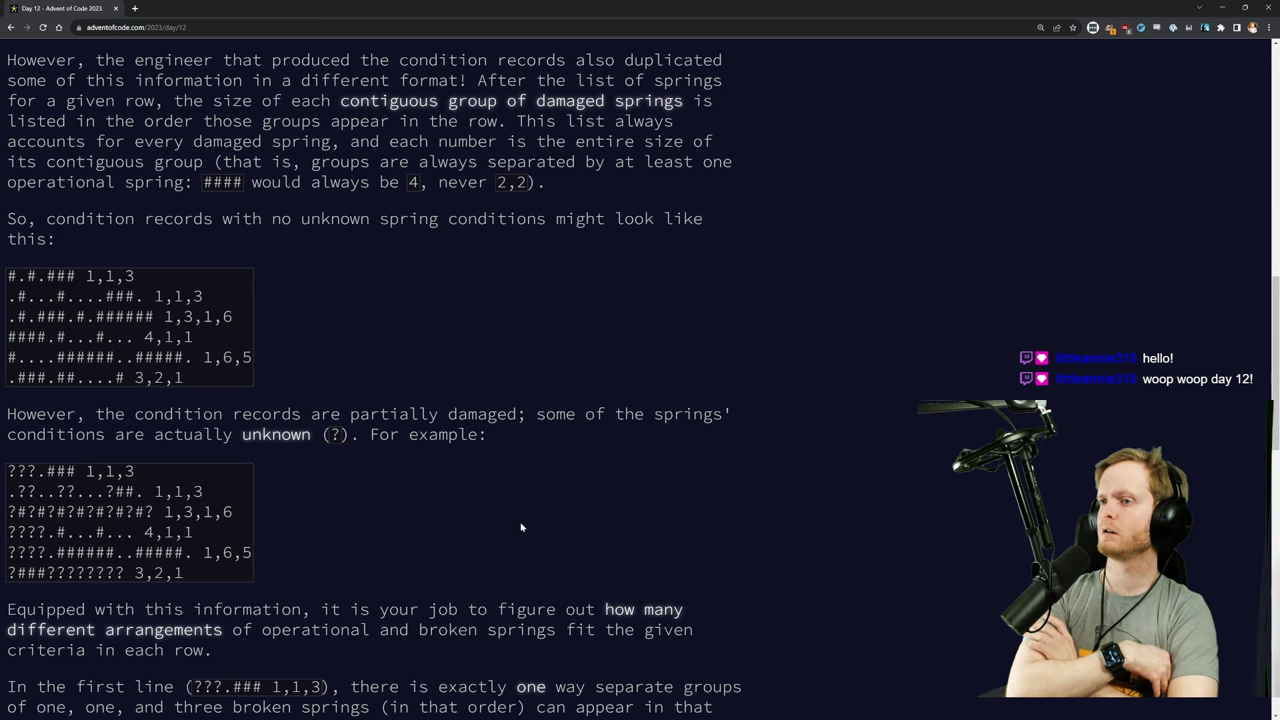 Day 12 - Advent of Code 2023
adventofcode.com/2023/day/12
However, the engineer that produced the condition records also duplicated
some of this information in a different format! After the list of springs
for a given row, the size of each contiguous group of damaged springs is
listed in the order those groups appear in the row. This list always
accounts for every damaged spring, and each number is the entire size of
its contiguous group (that is, groups are always separated by at least one
operational spring: #### would always be 4, never 2,2).
So, condition records with no unknown spring conditions might look like
this:
#.#.### 1,1,3
.#...#....###. 1,1,3
.#.###.#.###### 1,3,1,6
####.#...#... 4,1,1
#....######..#####. 1,6,5
.###.##....# 3,2,1
However, the condition records are partially damaged; some of the springs'
conditions are actually unknown (?). For example:
???.### 1,1,3
.??..??...?##. 1,1,3
?#?#?#?#?#?#?#? 1,3,1,6
????.#...#... 4,1,1
????.######..#####. 1,6,5
?###???????? 3,2,1
Equipped with this information, it is your job to figure out how many
different arrangements of operational and broken springs fit the given
criteria in each row.
In the first line (???.### 1,1,3), there is exactly one way separate groups
of one, one, and three broken springs (in that order) can appear in that
littleannie310 hello!
littleannie310 woop woop day 12!